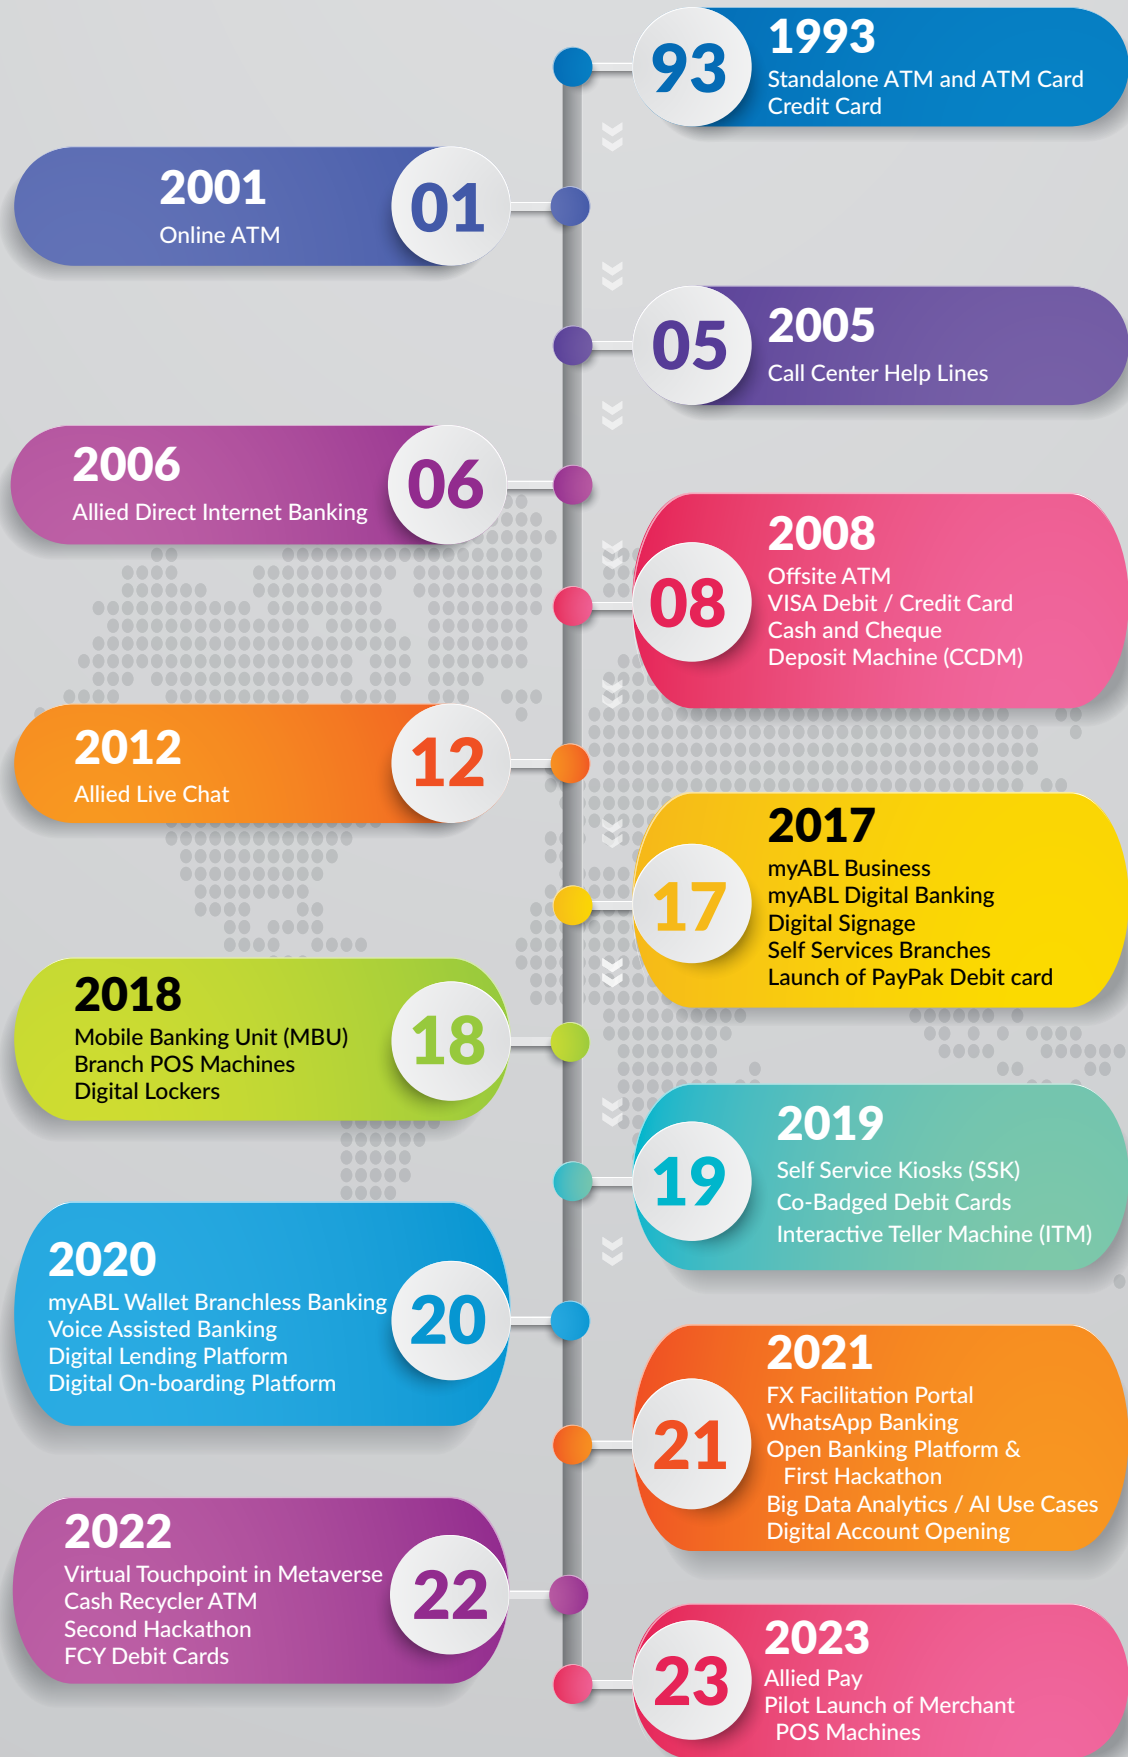 93
1993
Standalone ATM and ATM Card
Credit Card
2001
Online ATM
01
05
2005
Call Center Help Lines
2006
Allied Direct Internet Banking
06
08
2008
Offsite ATM
VISA Debit / Credit Card
Cash and Cheque
Deposit Machine (CCDM)
2012
Allied Live Chat
12
17
2017
myABL Business
myABL Digital Banking
Digital Signage
Self Services Branches
Launch of PayPak Debit card
2018
Mobile Banking Unit (MBU)
Branch POS Machines
Digital Lockers
18
19
2019
Self Service Kiosks (SSK)
Co-Badged Debit Cards
Interactive Teller Machine (ITM)
2020
myABL Wallet Branchless Banking
Voice Assisted Banking
Digital Lending Platform
Digital On-boarding Platform
20
21
2021
FX Facilitation Portal
WhatsApp Banking
Open Banking Platform &
First Hackathon
Big Data Analytics / AI Use Cases
Digital Account Opening
2022
Virtual Touchpoint in Metaverse
Cash Recycler ATM
Second Hackathon
FCY Debit Cards
22
23
2023
Allied Pay
Pilot Launch of Merchant
POS Machines